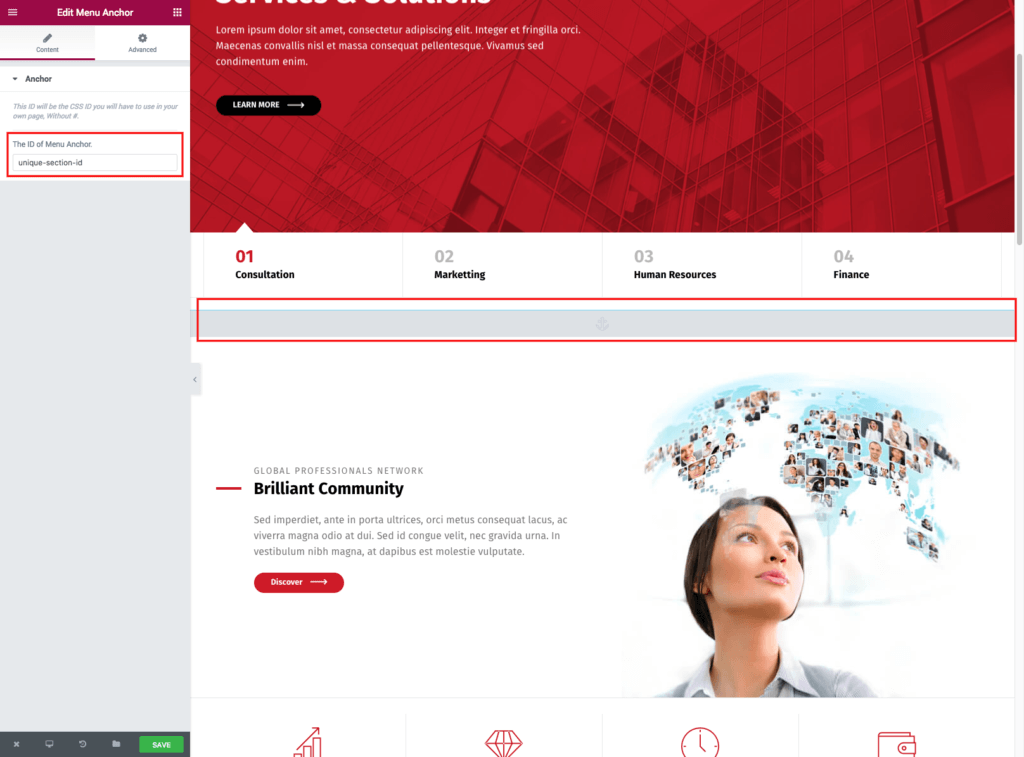 Edit Menu Anchor
Content
Advanced
Anchor
This ID will be the CSS ID you will have to use in your
own page, Without #.
The ID of Menu Anchor.
unique-section-id
SAVE
Services & Solutions
Lorem ipsum dolor sit amet, consectetur adipiscing elit. Integer et fringilla orci.
Maecenas convallis nisl et massa consequat pellentesque. Vivamus sed
condimentum enim.
LEARN MORE
01
Consultation
02
Marketting
03
Human Resources
04
Finance
GLOBAL PROFESSIONALS NETWORK
Brilliant Community
Sed imperdiet, ante in porta ultrices, orci metus consequat lacus, ac
viverra magna odio at dui. Sed id congue velit, nec gravida urna. In
vestibulum nibh magna, at dapibus est molestie vulputate.
Discover